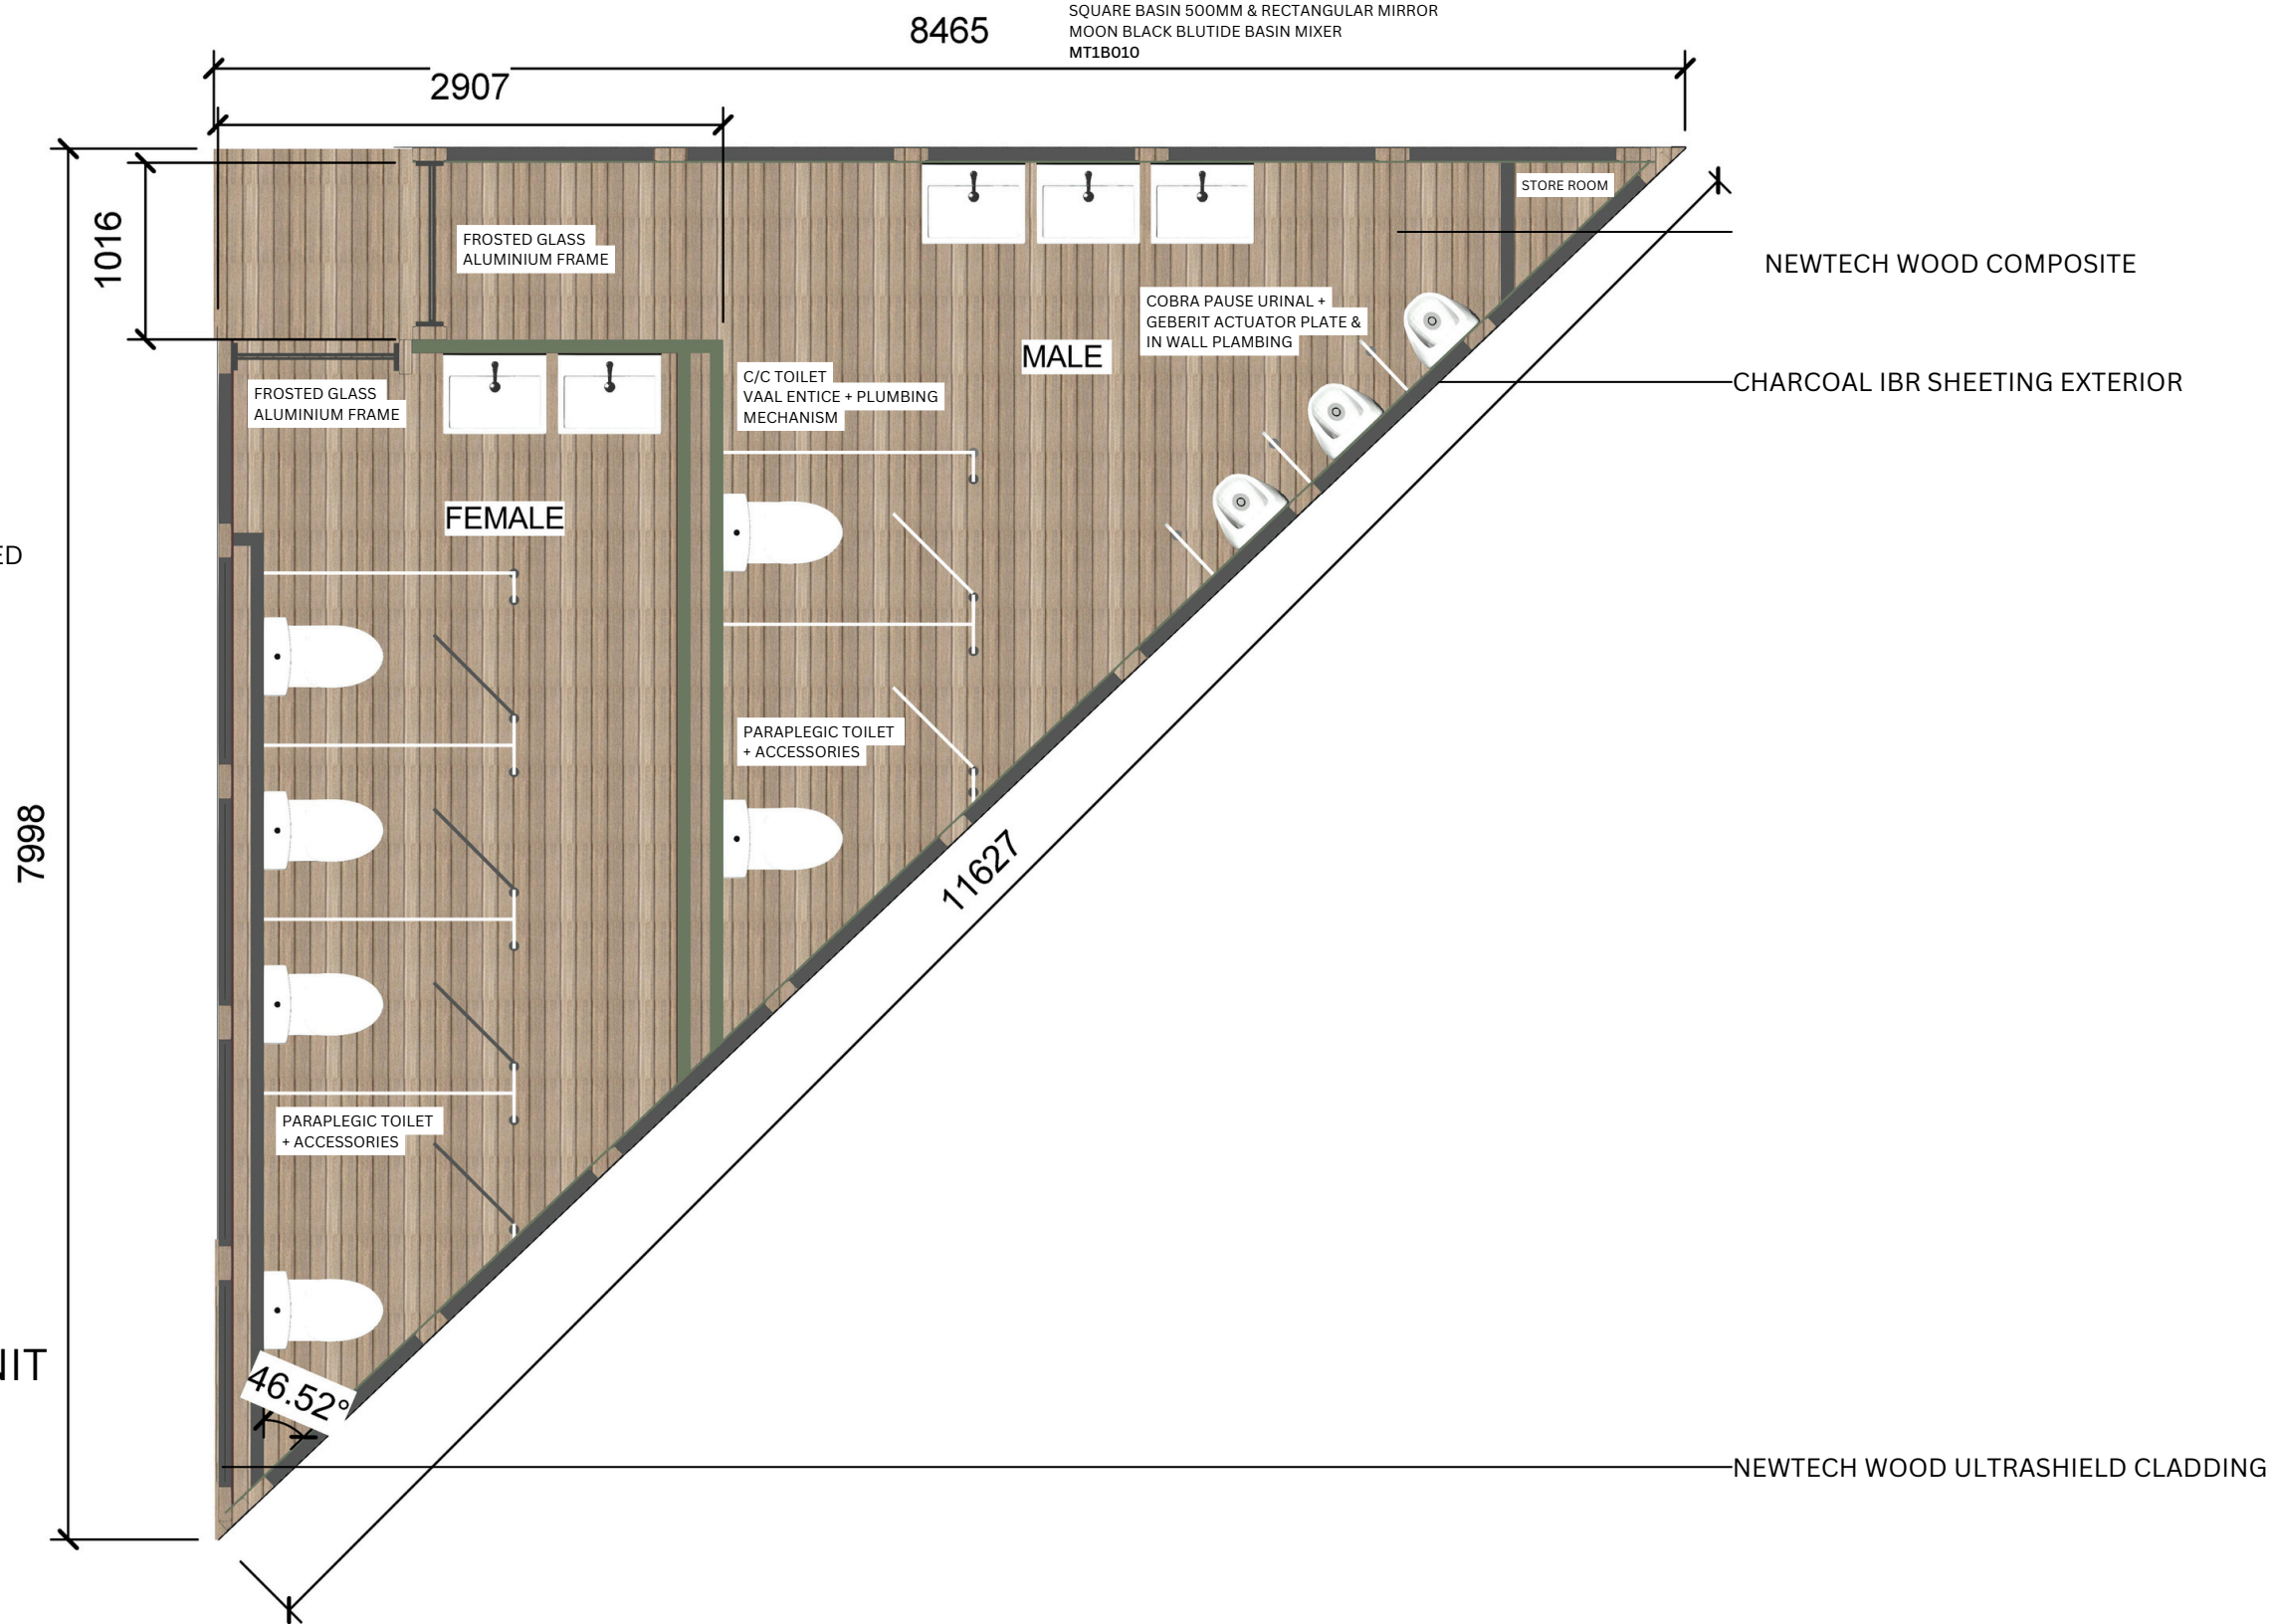 SQUARE BASIN 500MM & RECTANGULAR MIRROR
MOON BLACK BLUTIDE BASIN MIXER
MT1B010
8465
2907
1016
STORE ROOM
FROSTED GLASS
ALUMINIUM FRAME
NEWTECH WOOD COMPOSITE
COBRA PAUSE URINAL +
GEBERIT ACTUATOR PLATE &
IN WALL PLAMBING
MALE
C/C TOILET
VAAL ENTICE + PLUMBING
MECHANISM
FROSTED GLASS
ALUMINIUM FRAME
CHARCOAL IBR SHEETING EXTERIOR
FEMALE
ED
PARAPLEGIC TOILET
+ ACCESSORIES
7998
11627
PARAPLEGIC TOILET
+ ACCESSORIES
NIT
46.52°
NEWTECH WOOD ULTRASHIELD CLADDING